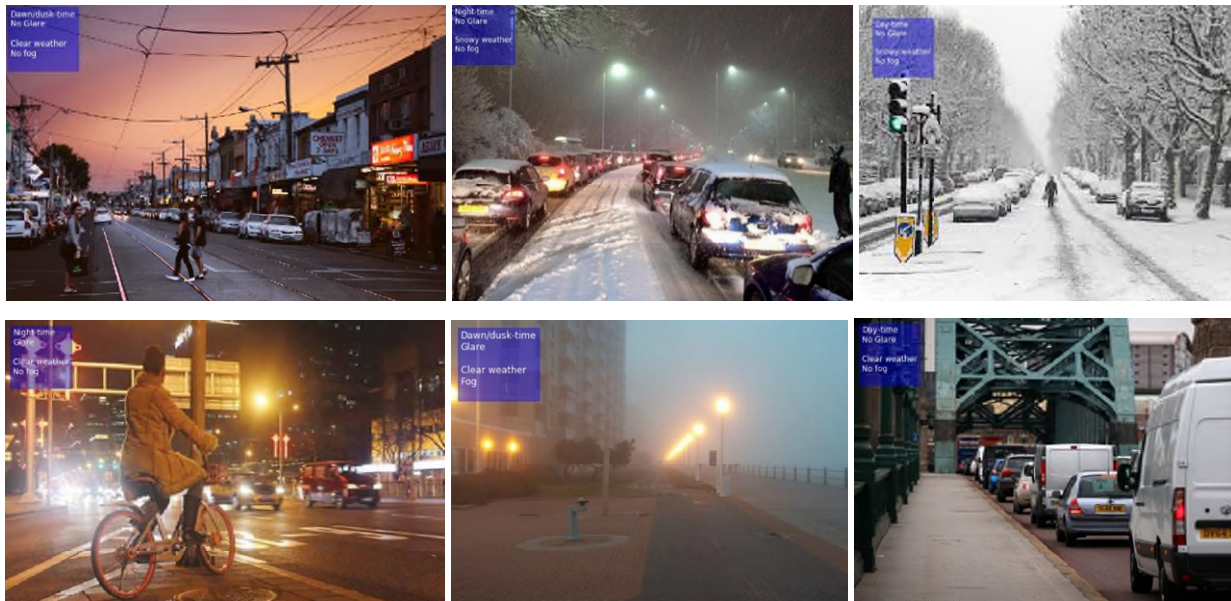 Dawn/dusk-time
No Glare
Clear weather
No fog
Night-time
No Glare
Snowy weather
No fog
Day-time
No Glare
Snowy weather
No fog
CHEMIST
Night-time
Glare
Clear weather
No fog
Dawn/dusk-time
Glare
Clear weather
Fog
Day-time
No Glare
Clear weather
No fog